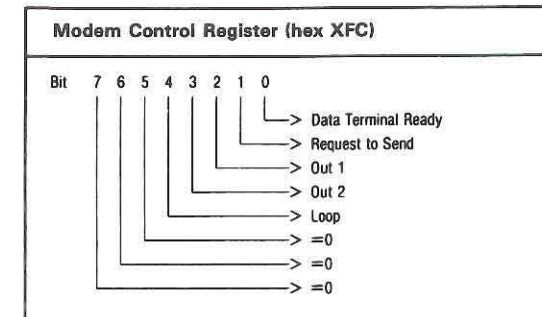 Modem Control Register (hex XFC)
Bit 7 6 5 4 3 2 1 0
> Data Terminal Ready
> Request to Send
> Out 1
> Out 2
> Loop
> =0
> =0
> =0